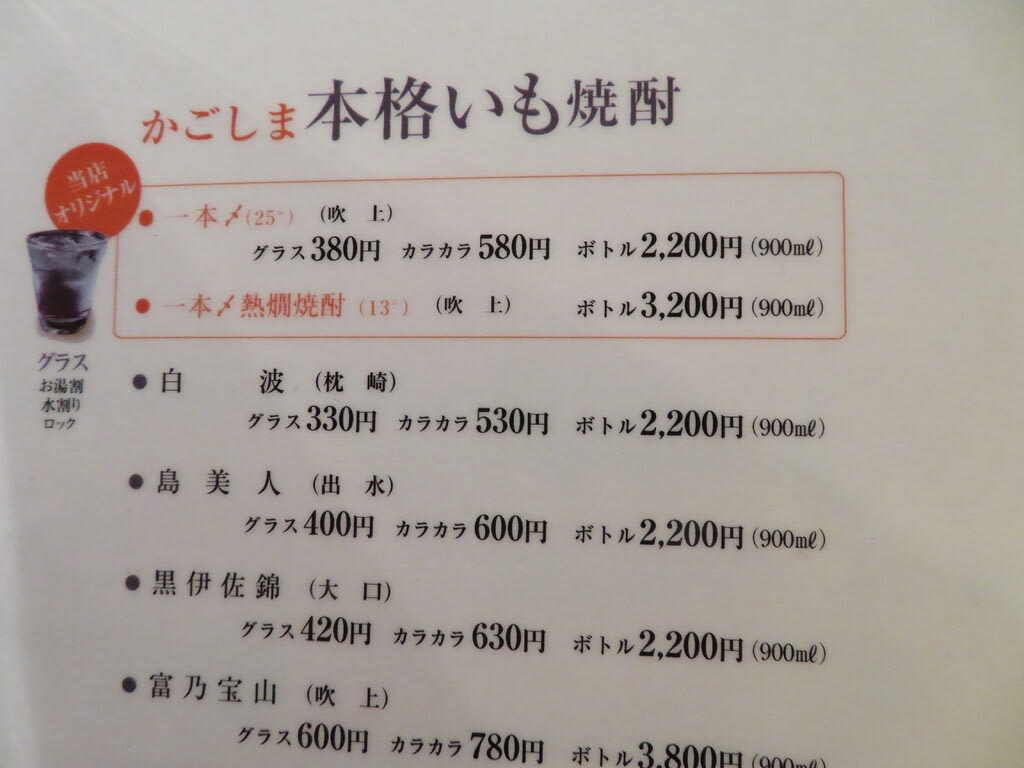 かごしま本格いも焼酎
当店
オリジナル
● 一本〆(25°) (吹 上)
グラス380円 カラカラ580円 ボトル2,200円(900㎖)
● 一本〆熱燗焼酎 (13°) (吹 上) ボトル3,200円(900㎖)
グラス
お湯割
水割り
ロック
● 白 波 (枕 崎)
グラス330円 カラカラ530円 ボトル2,200円(900㎖)
● 島 美 人 (出 水)
グラス400円 カラカラ600円 ボトル2,200円(900㎖)
● 黒伊佐錦 (大 口)
グラス420円 カラカラ630円 ボトル2,200円(900㎖)
● 富乃宝山 (吹 上)
グラス600円 カラカラ780円 ボトル3,800円(900㎖)